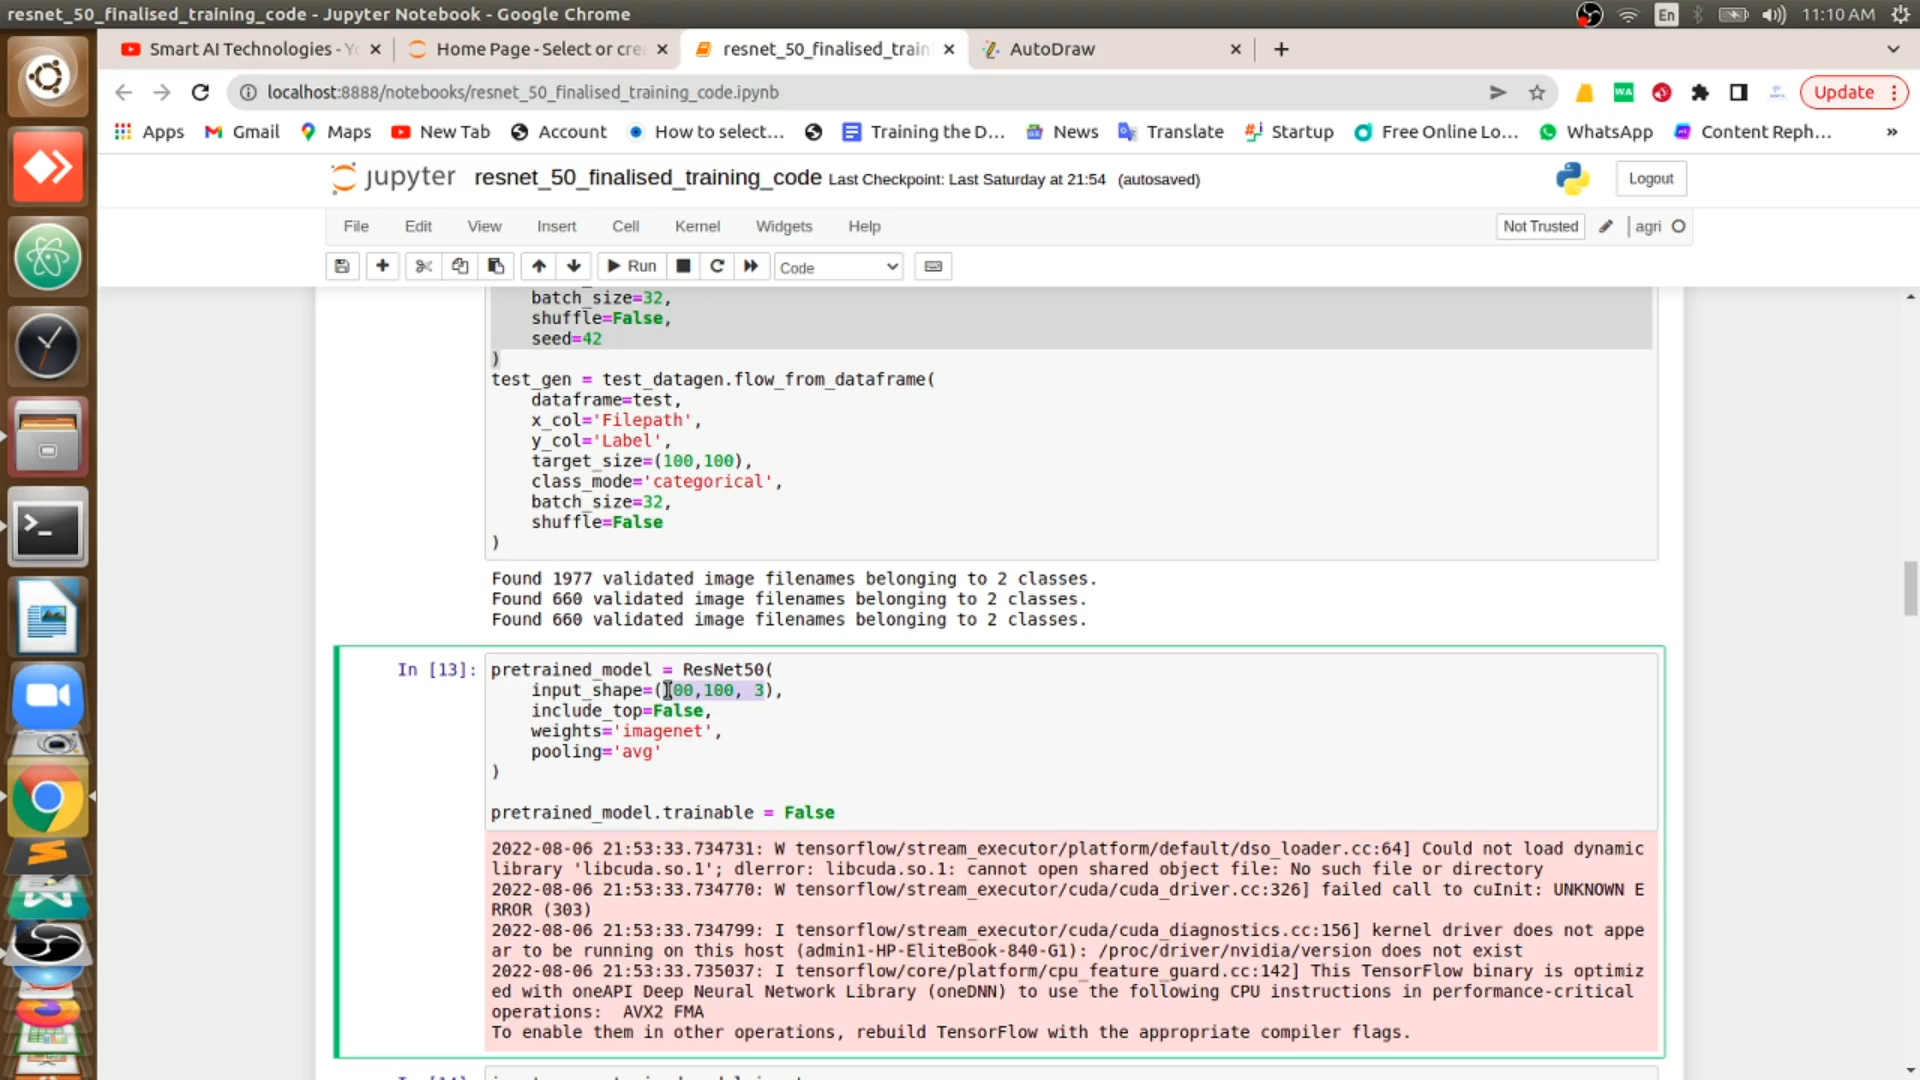 resnet_50_finalised_training_code - Jupyter Notebook - Google Chrome
En 11:10 AM
Smart AI Technologies - Yo
Home Page - Select or crea
resnet_50_finalised_train
AutoDraw
localhost:8888/notebooks/resnet_50_finalised_training_code.ipynb
WA
Update
Apps Gmail Maps New Tab Account How to select... Training the D... News Translate Startup Free Online Lo... WhatsApp Content Reph... »
jupyter resnet_50_finalised_training_code Last Checkpoint: Last Saturday at 21:54 (autosaved)
Logout
File Edit View Insert Cell Kernel Widgets Help
Not Trusted agri
Run
Code
batch_size=32,
shuffle=False,
seed=42
)
test_gen = test_datagen.flow_from_dataframe(
dataframe=test,
x_col='Filepath',
y_col='Label',
target_size=(100,100),
class_mode='categorical',
batch_size=32,
shuffle=False
)
Found 1977 validated image filenames belonging to 2 classes.
Found 660 validated image filenames belonging to 2 classes.
Found 660 validated image filenames belonging to 2 classes.
In [13]: pretrained_model = ResNet50(
input_shape=(100,100, 3),
include_top=False,
weights='imagenet',
pooling='avg'
)
pretrained_model.trainable = False
2022-08-06 21:53:33.734731: W tensorflow/stream_executor/platform/default/dso_loader.cc:64] Could not load dynamic
library 'libcuda.so.1'; dlerror: libcuda.so.1: cannot open shared object file: No such file or directory
2022-08-06 21:53:33.734770: W tensorflow/stream_executor/cuda/cuda_driver.cc:326] failed call to cuInit: UNKNOWN E
RROR (303)
2022-08-06 21:53:33.734799: I tensorflow/stream_executor/cuda/cuda_diagnostics.cc:156] kernel driver does not appe
ar to be running on this host (admin1-HP-EliteBook-840-G1): /proc/driver/nvidia/version does not exist
2022-08-06 21:53:33.735037: I tensorflow/core/platform/cpu_feature_guard.cc:142] This TensorFlow binary is optimiz
ed with oneAPI Deep Neural Network Library (oneDNN) to use the following CPU instructions in performance-critical
operations:  AVX2 FMA
To enable them in other operations, rebuild TensorFlow with the appropriate compiler flags.